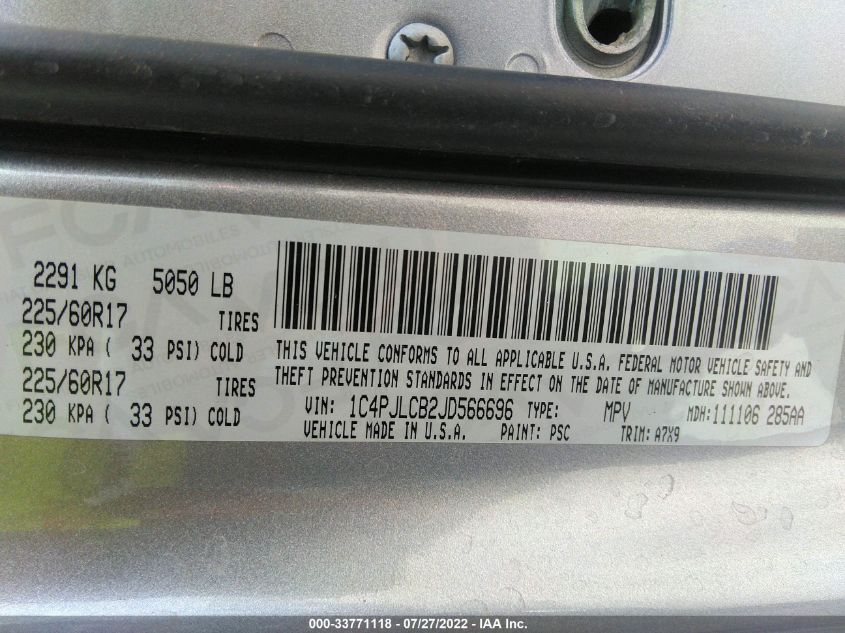 FCA
AUTOMOBILES
2291 KG 5050 LB
225/60R17 TIRES
230 KPA ( 33 PSI) COLD
225/60R17 TIRES
230 KPA ( 33 PSI) COLD
THIS VEHICLE CONFORMS TO ALL APPLICABLE U.S.A. FEDERAL MOTOR VEHICLE SAFETY AND
THEFT PREVENTION STANDARDS IN EFFECT ON THE DATE OF MANUFACTURE SHOWN ABOVE.
VIN: 1C4PJLCB2JD566696 TYPE: MPV MDH:111106 285AA
VEHICLE MADE IN U.S.A. PAINT: PSC TRIM: A7X9
000-33771118 - 07/27/2022 - IAA Inc.